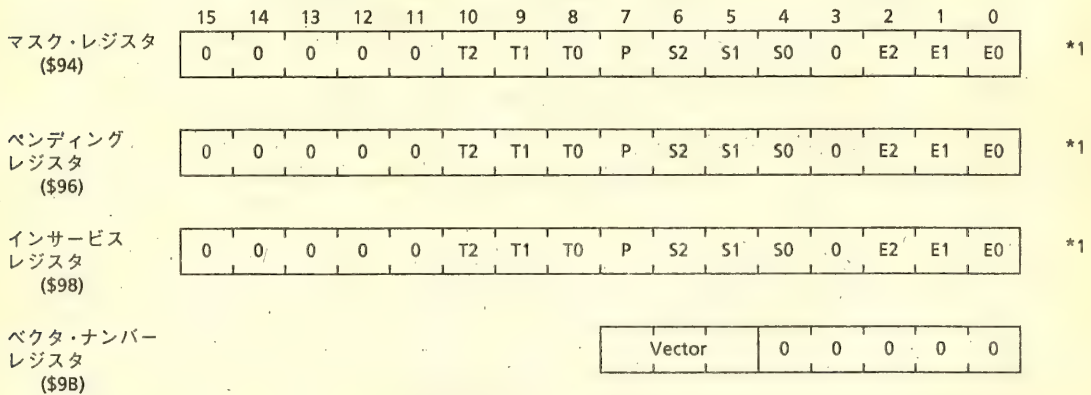 15 14 13 12 11 10 9 8 7 6 5 4 3 2 1 0
マスク・レジスタ
($94)
0 0 0 0 0 T2 T1 T0 P S2 S1 S0 0 E2 E1 E0 *1
ペンディング
レジスタ
($96)
0 0 0 0 0 T2 T1 T0 P S2 S1 S0 0 E2 E1 E0 *1
インサービス
レジスタ
($98)
0 0 0 0 0 T2 T1 T0 P S2 S1 S0 0 E2 E1 E0 *1
ベクタ・ナンバー
レジスタ
($9B)
Vector 0 0 0 0 0